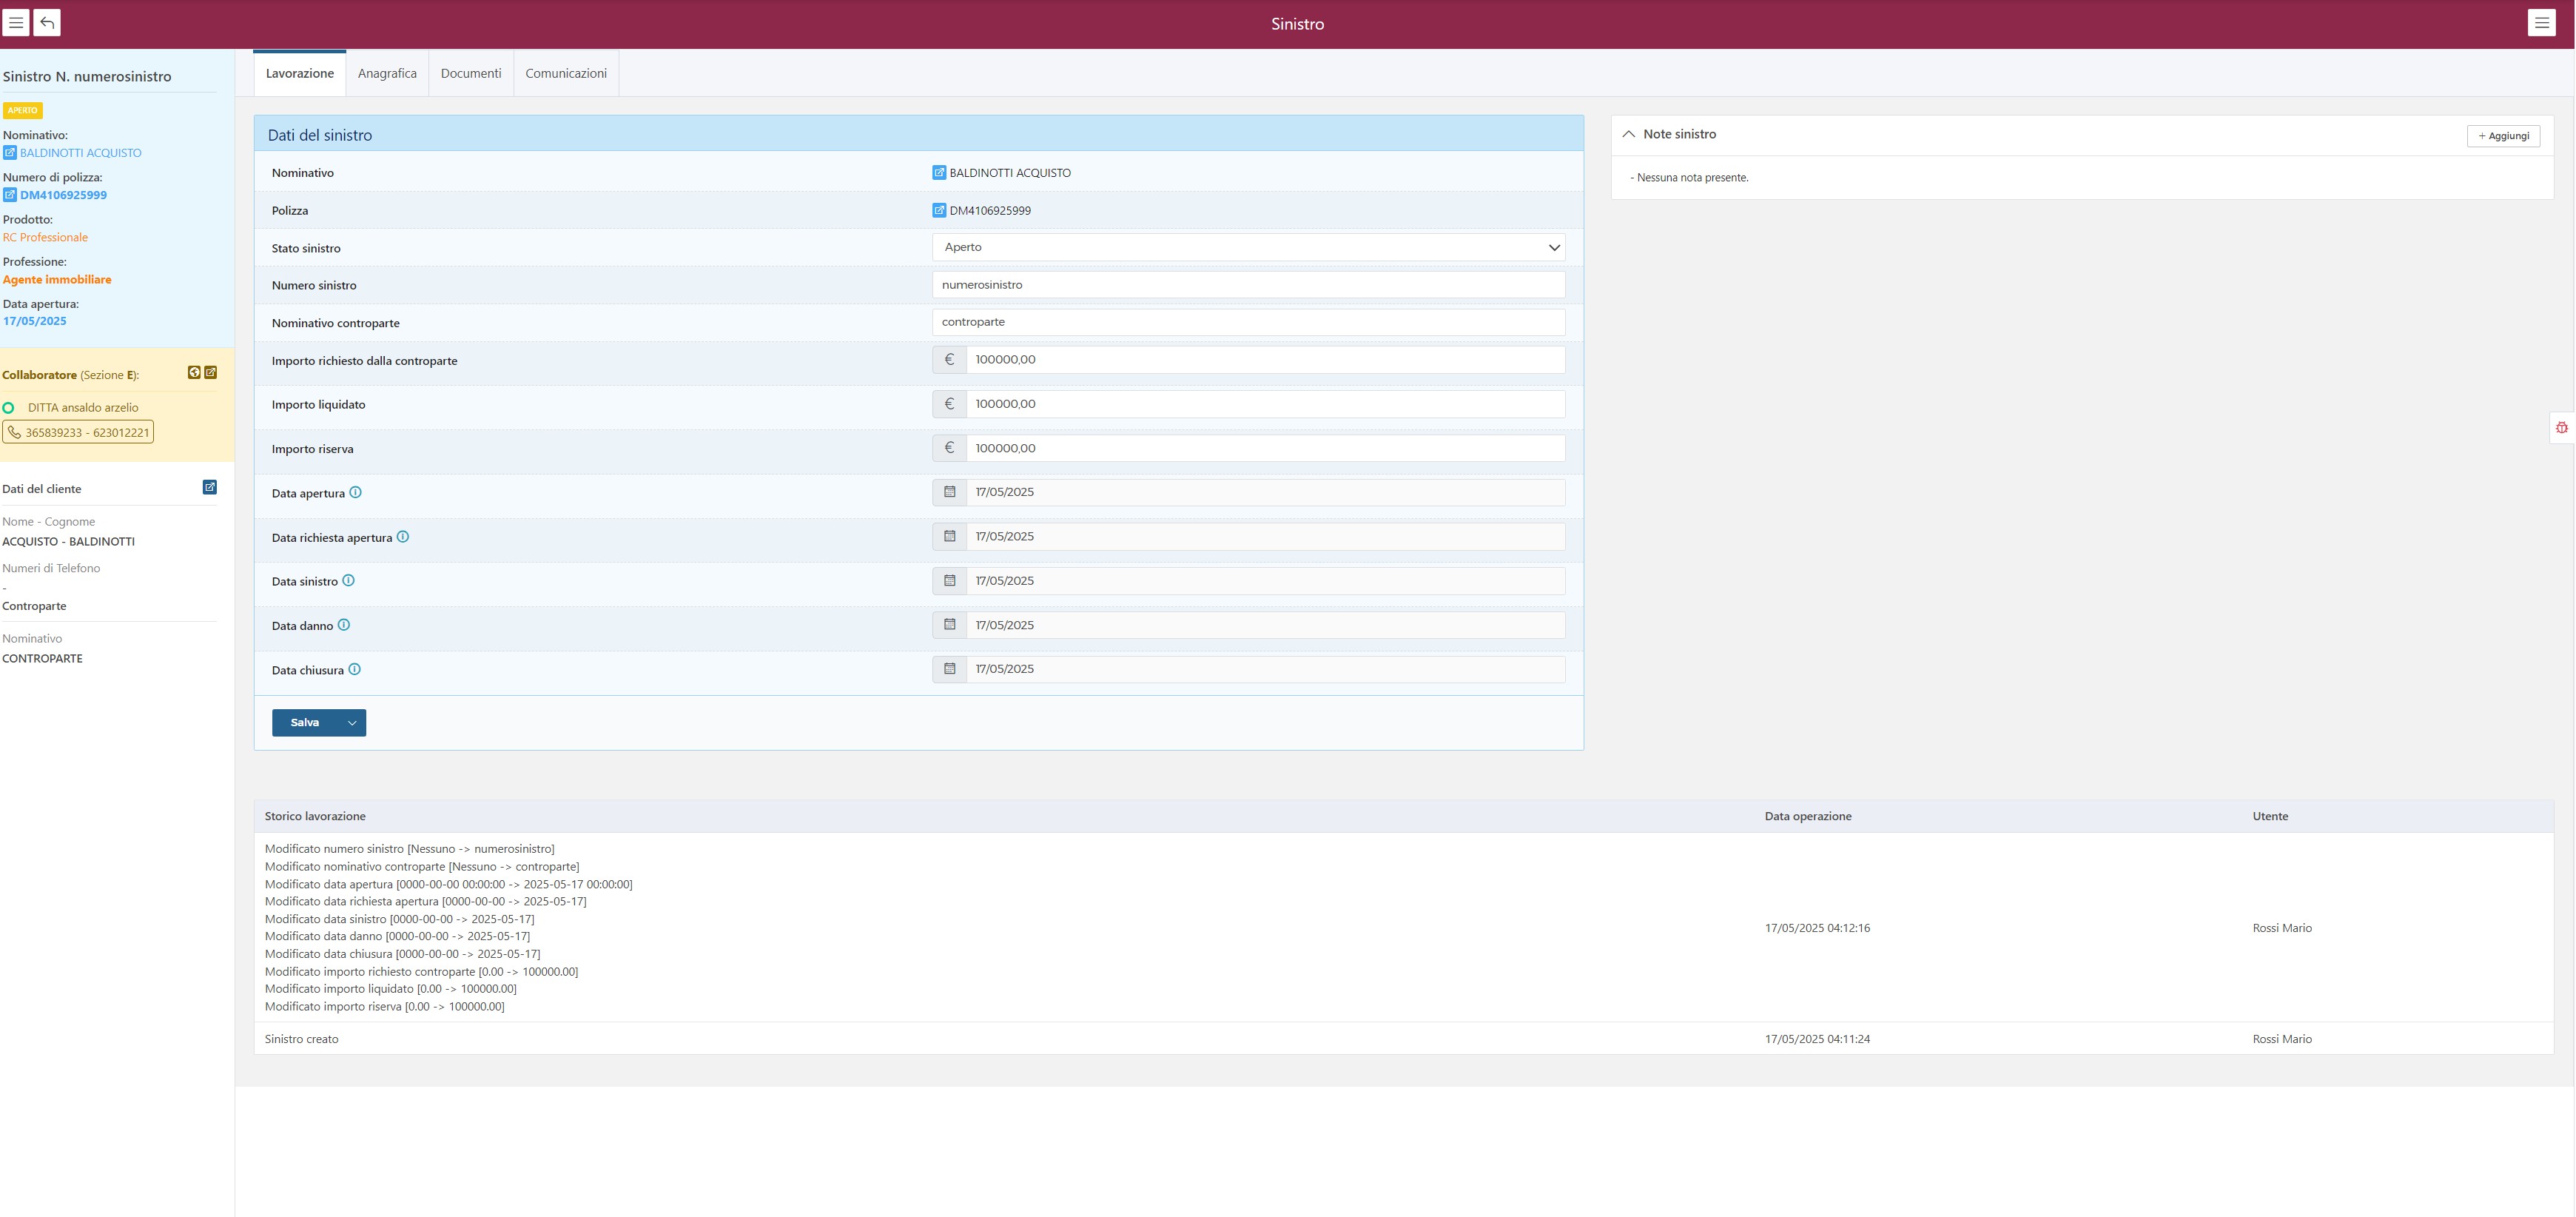 Sinistro
Sinistro N. numerosinistro
APERTO
Nominativo:
BALDINOTTI ACQUISTO
Numero di polizza:
DM4106925999
Prodotto:
RC Professionale
Professione:
Agente immobiliare
Data apertura:
17/05/2025
Collaboratore (Sezione E):
DITTA ansaldo arzelio
365839233 - 623012221
Dati del cliente
Nome - Cognome
ACQUISTO - BALDINOTTI
Numeri di Telefono
-
Controparte
Nominativo
CONTROPARTE
Lavorazione Anagrafica Documenti Comunicazioni
Dati del sinistro
Nominativo BALDINOTTI ACQUISTO
Polizza DM4106925999
Stato sinistro Aperto
Numero sinistro numerosinistro
Nominativo controparte controparte
Importo richiesto dalla controparte € 100000,00
Importo liquidato € 100000,00
Importo riserva € 100000,00
Data apertura 17/05/2025
Data richiesta apertura 17/05/2025
Data sinistro 17/05/2025
Data danno 17/05/2025
Data chiusura 17/05/2025
Salva
Note sinistro + Aggiungi
- Nessuna nota presente.
Storico lavorazione Data operazione Utente
Modificato numero sinistro [Nessuno -> numerosinistro]
Modificato nominativo controparte [Nessuno -> controparte]
Modificato data apertura [0000-00-00 00:00:00 -> 2025-05-17 00:00:00]
Modificato data richiesta apertura [0000-00-00 -> 2025-05-17]
Modificato data sinistro [0000-00-00 -> 2025-05-17]
Modificato data danno [0000-00-00 -> 2025-05-17]
Modificato data chiusura [0000-00-00 -> 2025-05-17]
Modificato importo richiesto controparte [0.00 -> 100000.00]
Modificato importo liquidato [0.00 -> 100000.00]
Modificato importo riserva [0.00 -> 100000.00]
17/05/2025 04:12:16 Rossi Mario
Sinistro creato 17/05/2025 04:11:24 Rossi Mario